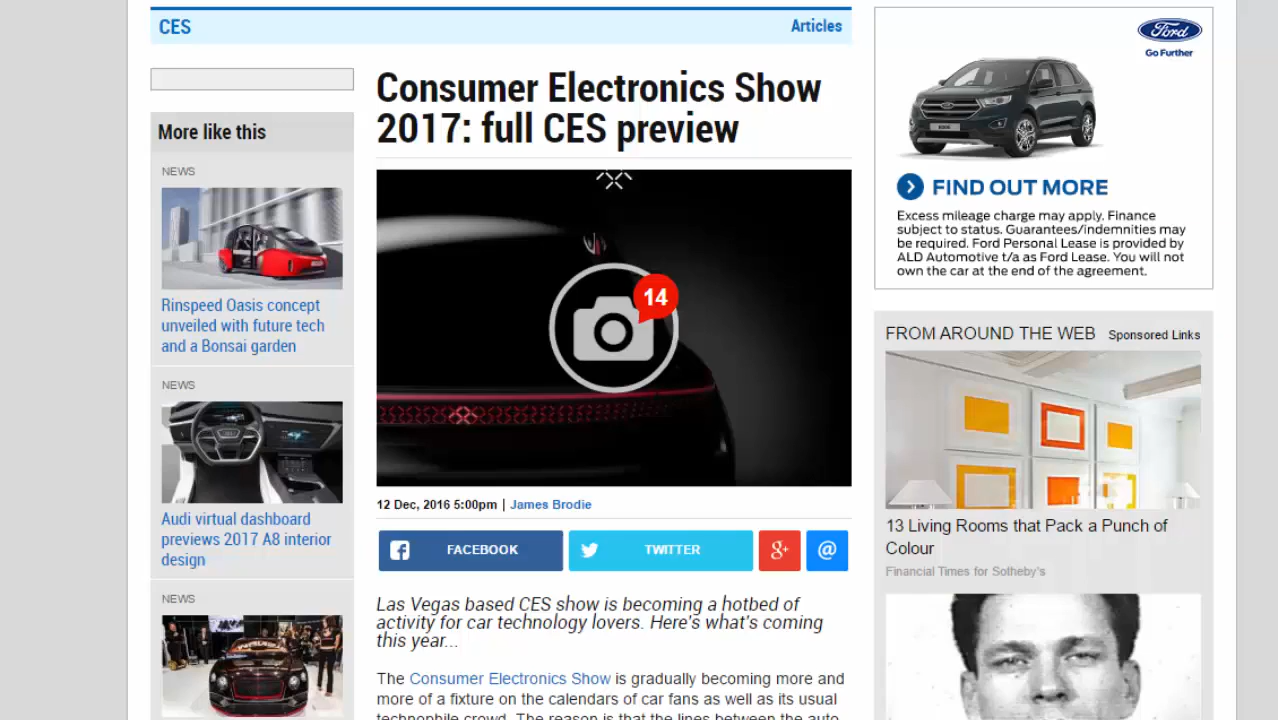 CES
Articles
More like this
NEWS
Rinspeed Oasis concept
unveiled with future tech
and a Bonsai garden
NEWS
Audi virtual dashboard
previews 2017 A8 interior
design
NEWS
Consumer Electronics Show
2017: full CES preview
14
12 Dec, 2016 5:00pm | James Brodie
FACEBOOK
TWITTER
g+
@
Las Vegas based CES show is becoming a hotbed of
activity for car technology lovers. Here's what's coming
this year...
The Consumer Electronics Show is gradually becoming more and
more of a fixture on the calendars of car fans as well as its usual
technophile crowd. The reason is that the lines between the auto
Ford
Go Further
FIND OUT MORE
Excess mileage charge may apply. Finance
subject to status. Guarantees/indemnities may
be required. Ford Personal Lease is provided by
ALD Automotive t/a as Ford Lease. You will not
own the car at the end of the agreement.
FROM AROUND THE WEB Sponsored Links
13 Living Rooms that Pack a Punch of
Colour
Financial Times for Sotheby's